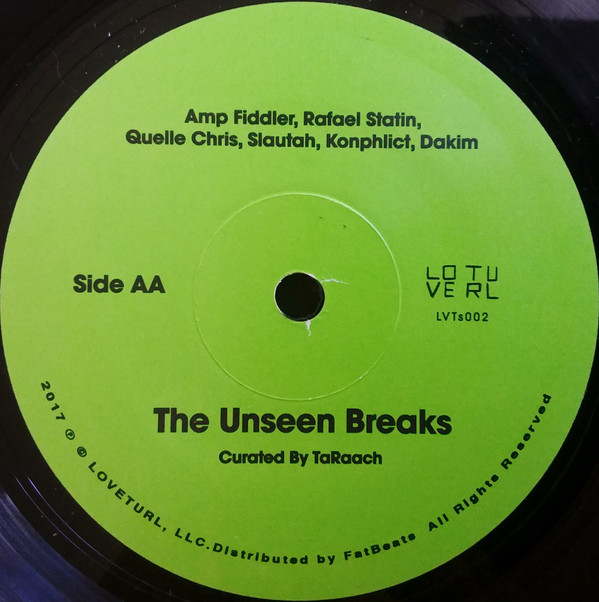 Amp Fiddler, Rafael Statin,
Quelle Chris, Slautah, Konphlict, Dakim
Side AA
LO TU
VE RL
LVTs002
The Unseen Breaks
Curated By TaRaach
2017 ℗ © LOVETURL, LLC.Distributed by FatBeats All Rights Reserved